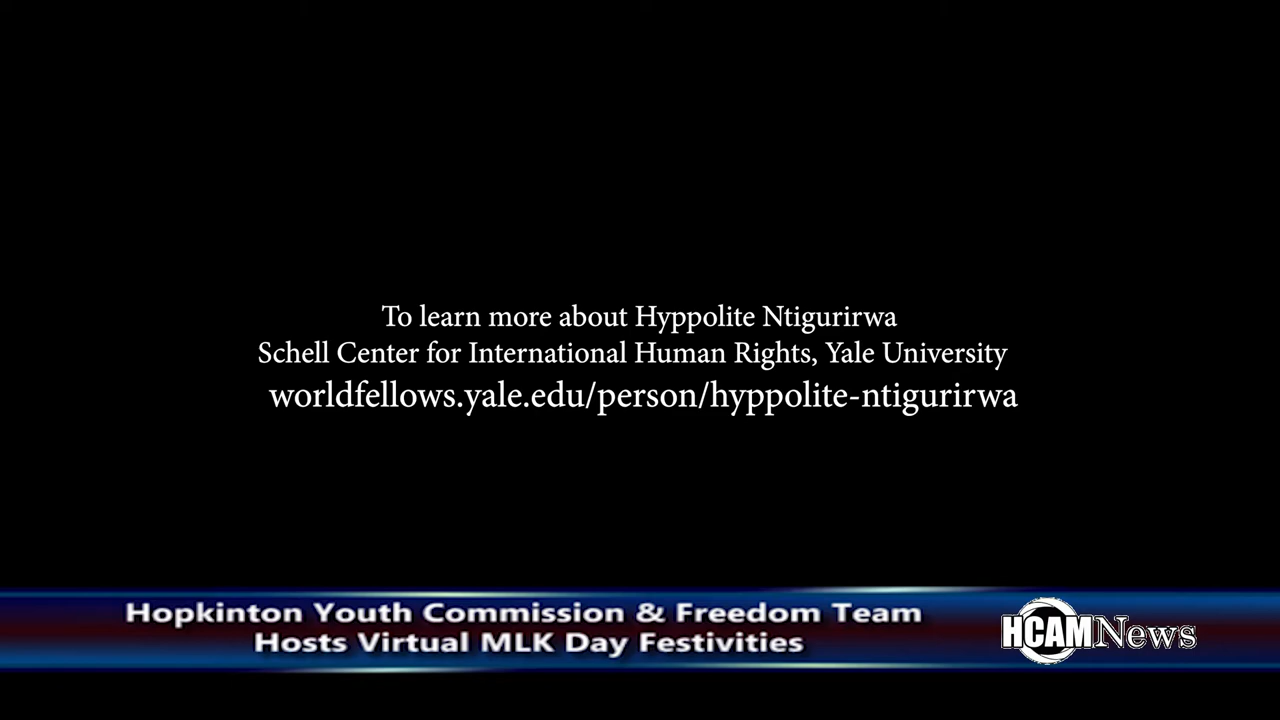 To learn more about Hyppolite Ntigurirwa
Schell Center for International Human Rights, Yale University
worldfellows.yale.edu/person/hyppolite-ntigurirwa
Hopkinton Youth Commission & Freedom Team
Hosts Virtual MLK Day Festivities
HCAMNews